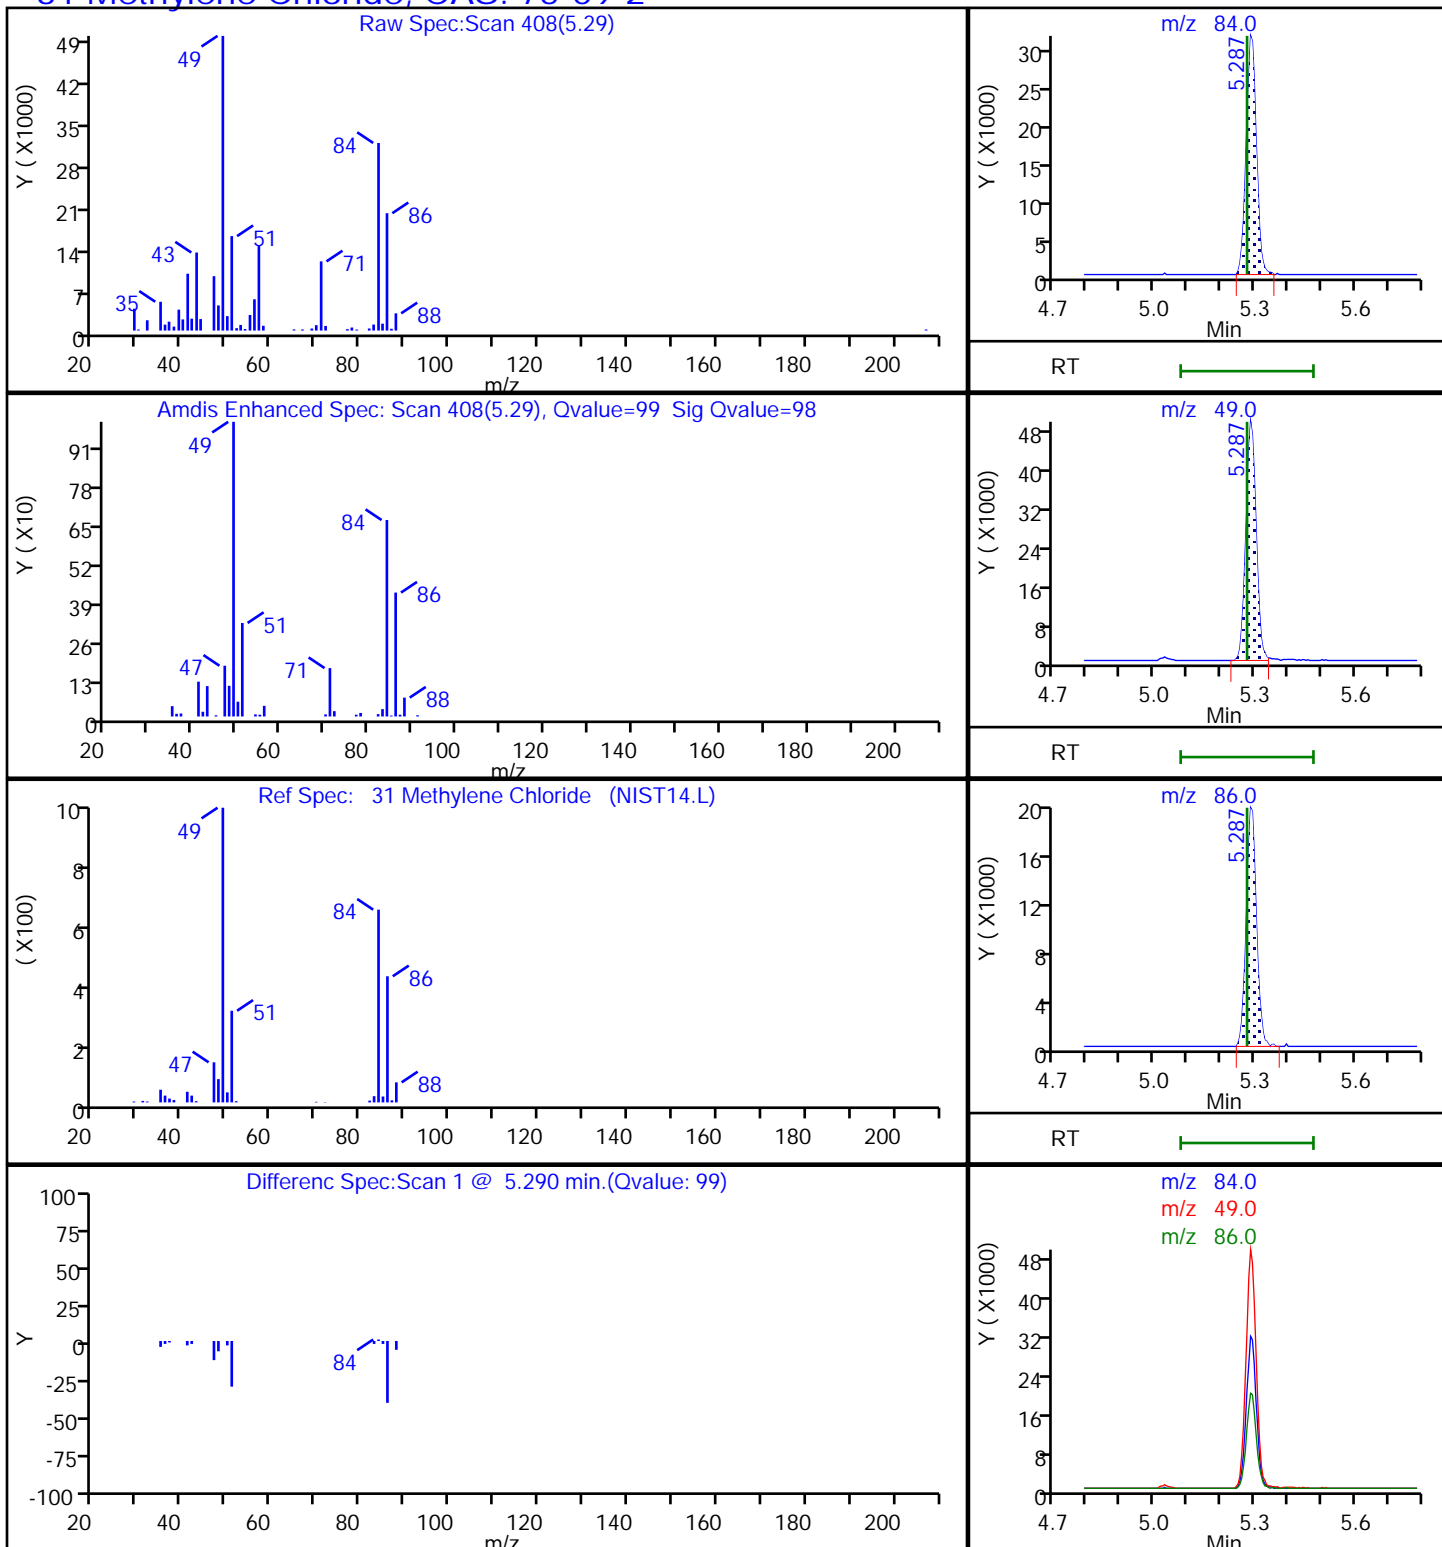 31 Methylene Chloride, CAS: 75-09-2
Raw Spec:Scan 408(5.29)
Y ( X1000)
49
42
35
28
21
14
7
0
49
84
86
51
43
71
35
88
20 40 60 80 100 120 140 160 180 200
m/z
m/z 84.0
Y ( X1000)
30
25
20
15
10
5
0
5.287
4.7 5.0 5.3 5.6
Min
RT
Amdis Enhanced Spec: Scan 408(5.29), Qvalue=99 Sig Qvalue=98
Y ( X10)
91
78
65
52
39
26
13
0
49
84
86
51
47
71
88
20 40 60 80 100 120 140 160 180 200
m/z
m/z 49.0
Y ( X1000)
48
40
32
24
16
8
0
5.287
4.7 5.0 5.3 5.6
Min
RT
Ref Spec: 31 Methylene Chloride (NIST14.L)
( X100)
10
8
6
4
2
0
49
84
86
51
47
88
20 40 60 80 100 120 140 160 180 200
m/z 86.0
Y ( X1000)
20
16
12
8
4
0
5.287
4.7 5.0 5.3 5.6
Min
RT
Differenc Spec:Scan 1 @ 5.290 min.(Qvalue: 99)
Y
100
75
50
25
0
-25
-50
-75
-100
84
20 40 60 80 100 120 140 160 180 200
m/z
m/z 84.0
m/z 49.0
m/z 86.0
Y ( X1000)
48
40
32
24
16
8
0
4.7 5.0 5.3 5.6
Min